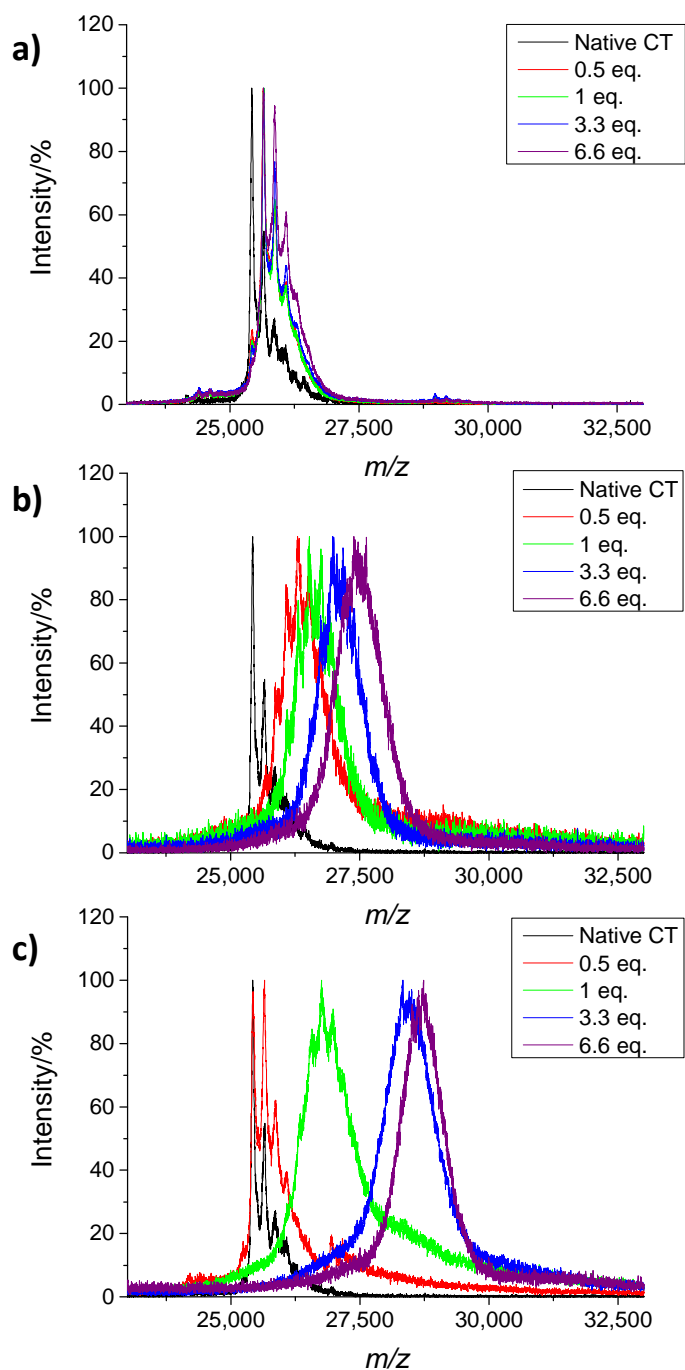 a)
Intensity/%
120
100
80
60
40
20
0
25,000 27,500 30,000 32,500
m/z
Native CT
0.5 eq.
1 eq.
3.3 eq.
6.6 eq.
b)
Intensity/%
120
100
80
60
40
20
0
25,000 27,500 30,000 32,500
m/z
Native CT
0.5 eq.
1 eq.
3.3 eq.
6.6 eq.
c)
Intensity/%
120
100
80
60
40
20
0
25,000 27,500 30,000 32,500
m/z
Native CT
0.5 eq.
1 eq.
3.3 eq.
6.6 eq.